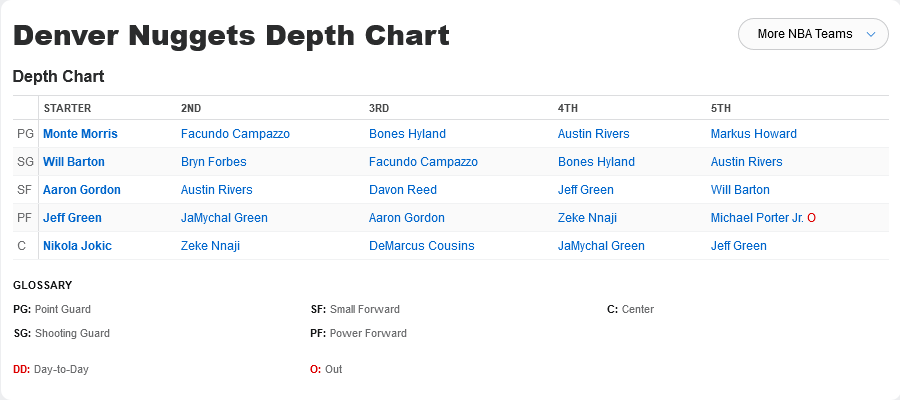 Denver Nuggets Depth Chart
More NBA Teams
Depth Chart
STARTER 2ND 3RD 4TH 5TH
PG Monte Morris Facundo Campazzo Bones Hyland Austin Rivers Markus Howard
SG Will Barton Bryn Forbes Facundo Campazzo Bones Hyland Austin Rivers
SF Aaron Gordon Austin Rivers Davon Reed Jeff Green Will Barton
PF Jeff Green JaMychal Green Aaron Gordon Zeke Nnaji Michael Porter Jr. O
C Nikola Jokic Zeke Nnaji DeMarcus Cousins JaMychal Green Jeff Green
GLOSSARY
PG: Point Guard SF: Small Forward C: Center
SG: Shooting Guard PF: Power Forward
DD: Day-to-Day O: Out